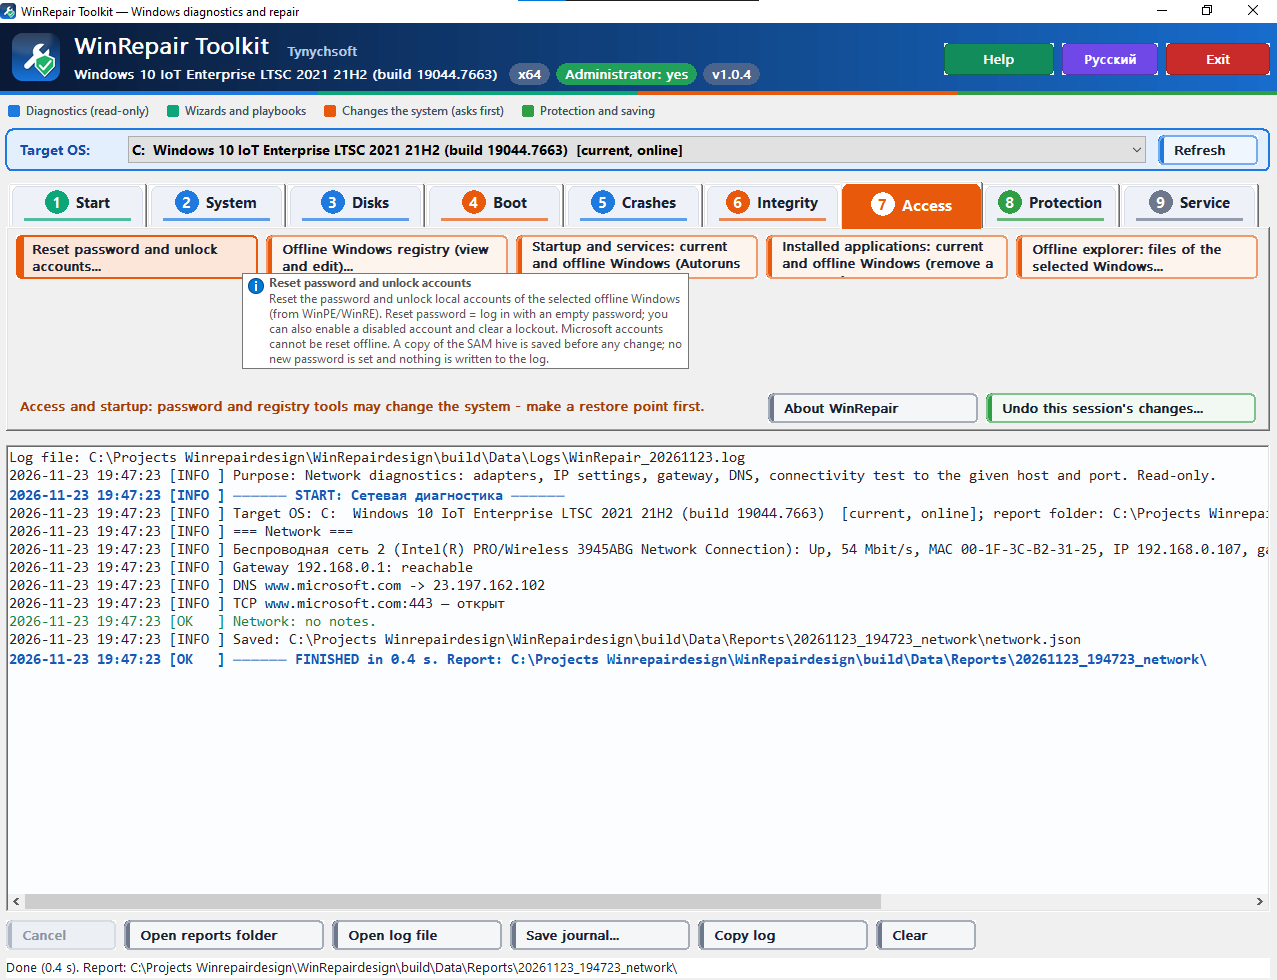 WinRepair Toolkit — Windows diagnostics and repair
WinRepair Toolkit Tynychsoft
Windows 10 IoT Enterprise LTSC 2021 21H2 (build 19044.7663) x64 Administrator: yes v1.0.4
Help Русский Exit
Diagnostics (read-only) Wizards and playbooks Changes the system (asks first) Protection and saving
Target OS: C: Windows 10 IoT Enterprise LTSC 2021 21H2 (build 19044.7663) [current, online] Refresh
1 Start 2 System 3 Disks 4 Boot 5 Crashes 6 Integrity 7 Access 8 Protection 9 Service
Reset password and unlock
accounts...
Offline Windows registry (view
and edit)...
Startup and services: current
and offline Windows (Autoruns
Installed applications: current
and offline Windows (remove a
Offline explorer: files of the
selected Windows...
Reset password and unlock accounts
Reset the password and unlock local accounts of the selected offline Windows
(from WinPE/WinRE). Reset password = log in with an empty password; you
can also enable a disabled account and clear a lockout. Microsoft accounts
cannot be reset offline. A copy of the SAM hive is saved before any change; no
new password is set and nothing is written to the log.
Access and startup: password and registry tools may change the system - make a restore point first.
About WinRepair Undo this session's changes...
Log file: C:\Projects Winrepairdesign\WinRepairdesign\build\Data\Logs\WinRepair_20261123.log
2026-11-23 19:47:23 [INFO ] Purpose: Network diagnostics: adapters, IP settings, gateway, DNS, connectivity test to the given host and port. Read-only.
2026-11-23 19:47:23 [INFO ] —————— START: Сетевая диагностика ——————
2026-11-23 19:47:23 [INFO ] Target OS: C: Windows 10 IoT Enterprise LTSC 2021 21H2 (build 19044.7663) [current, online]; report folder: C:\Projects Winrepai
2026-11-23 19:47:23 [INFO ] === Network ===
2026-11-23 19:47:23 [INFO ] Беспроводная сеть 2 (Intel(R) PRO/Wireless 3945ABG Network Connection): Up, 54 Mbit/s, MAC 00-1F-3C-B2-31-25, IP 192.168.0.107, ga
2026-11-23 19:47:23 [INFO ] Gateway 192.168.0.1: reachable
2026-11-23 19:47:23 [INFO ] DNS www.microsoft.com -> 23.197.162.102
2026-11-23 19:47:23 [INFO ] TCP www.microsoft.com:443 — открыт
2026-11-23 19:47:23 [OK ] Network: no notes.
2026-11-23 19:47:23 [INFO ] Saved: C:\Projects Winrepairdesign\WinRepairdesign\build\Data\Reports\20261123_194723_network\network.json
2026-11-23 19:47:23 [OK ] —————— FINISHED in 0.4 s. Report: C:\Projects Winrepairdesign\WinRepairdesign\build\Data\Reports\20261123_194723_network\
Cancel Open reports folder Open log file Save journal... Copy log Clear
Done (0.4 s). Report: C:\Projects Winrepairdesign\WinRepairdesign\build\Data\Reports\20261123_194723_network\